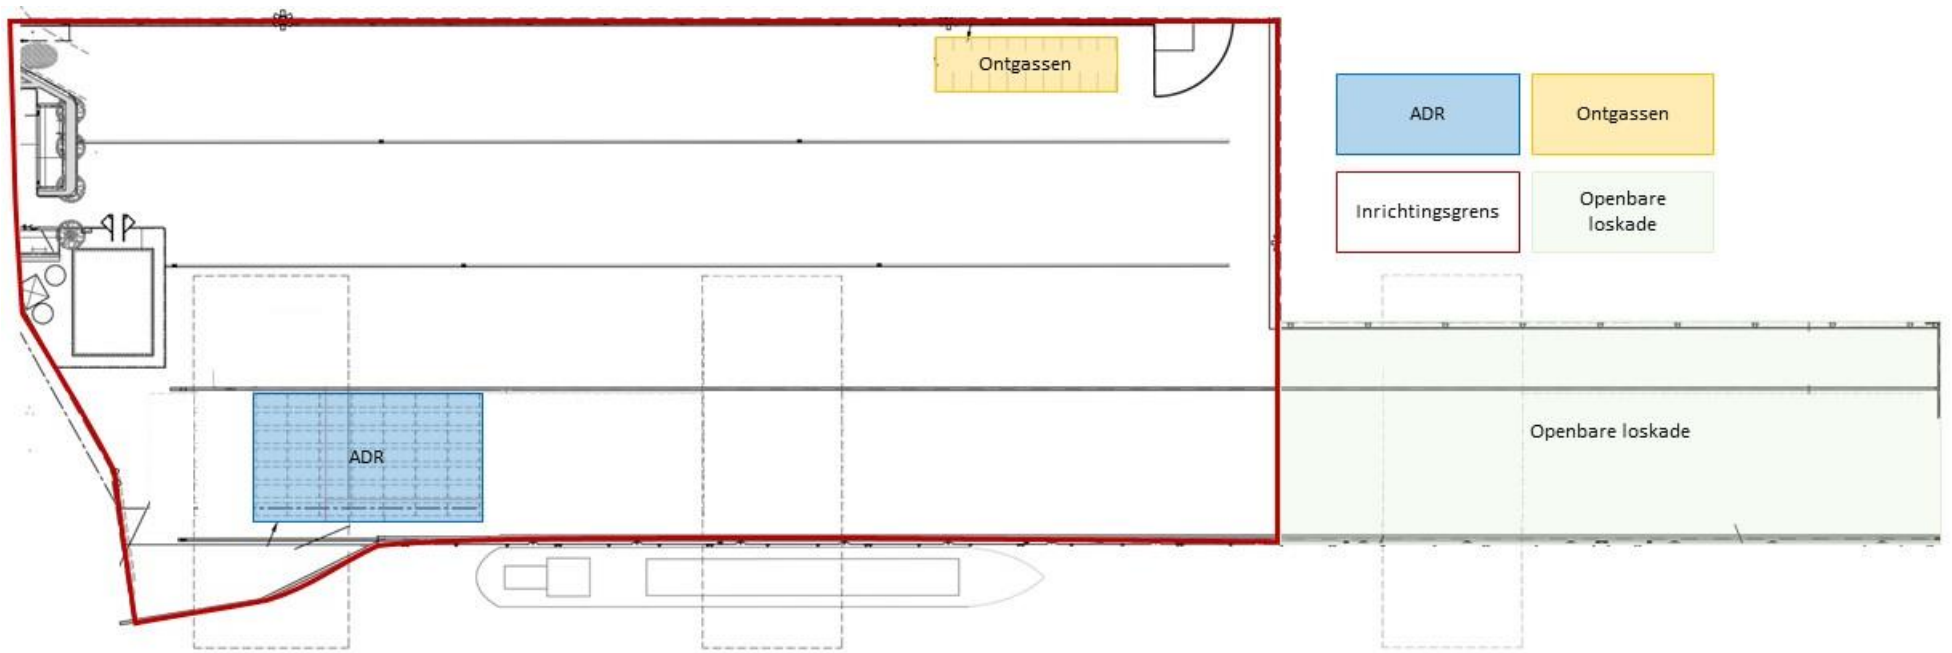 Ontgassen
ADR
Ontgassen
Inrichtingsgrens
Openbare
loskade
Openbare loskade
ADR